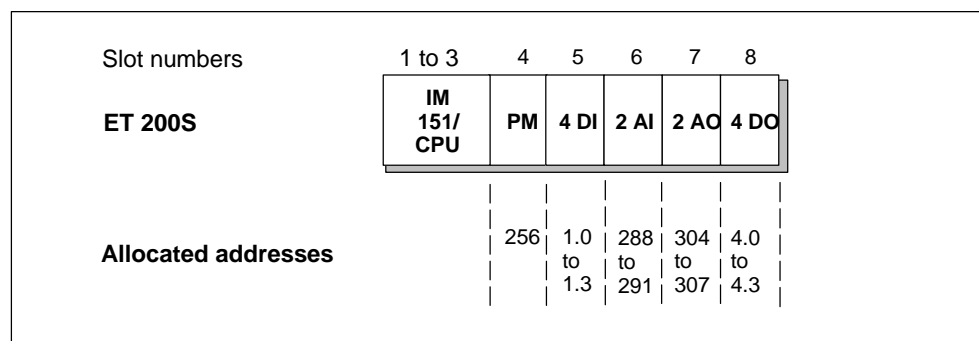 Slot numbers 1 to 3 4 5 6 7 8
ET 200S
IM
151/
CPU
PM 4 DI 2 AI 2 AO 4 DO
Allocated addresses
256 1.0 288 304 4.0
to to to to
1.3 291 307 4.3